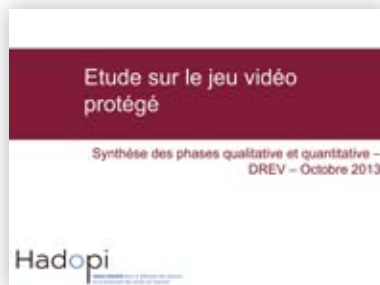 Etude sur le jeu vidéo
protégé
Synthèse des phases qualitative et quantitative –
DREV – Octobre 2013
Hadopi